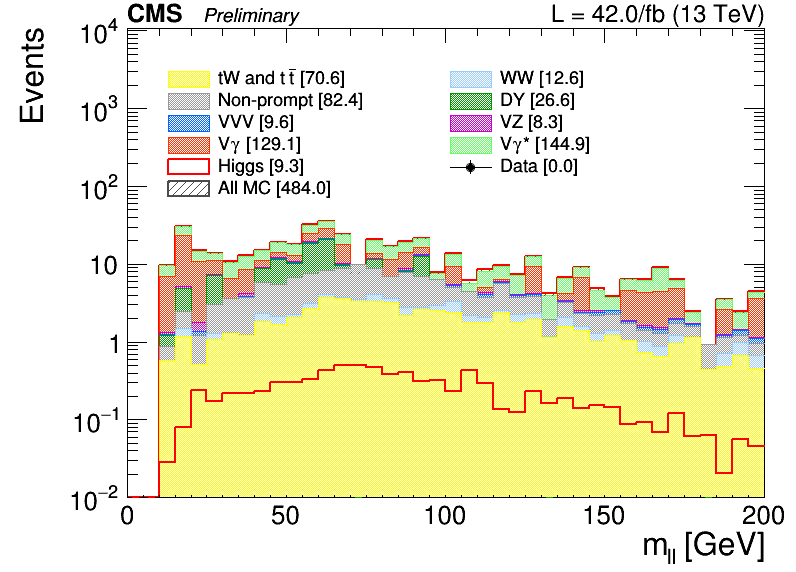 CMS Preliminary L = 42.0/fb (13 TeV)
Events
10⁴
10³
10²
10
1
10⁻¹
10⁻²
tW and tt̄ [70.6] WW [12.6]
Non-prompt [82.4] DY [26.6]
VVV [9.6] VZ [8.3]
Vγ [129.1] Vγ* [144.9]
Higgs [9.3] Data [0.0]
All MC [484.0]
0 50 100 150 200
m_ll [GeV]